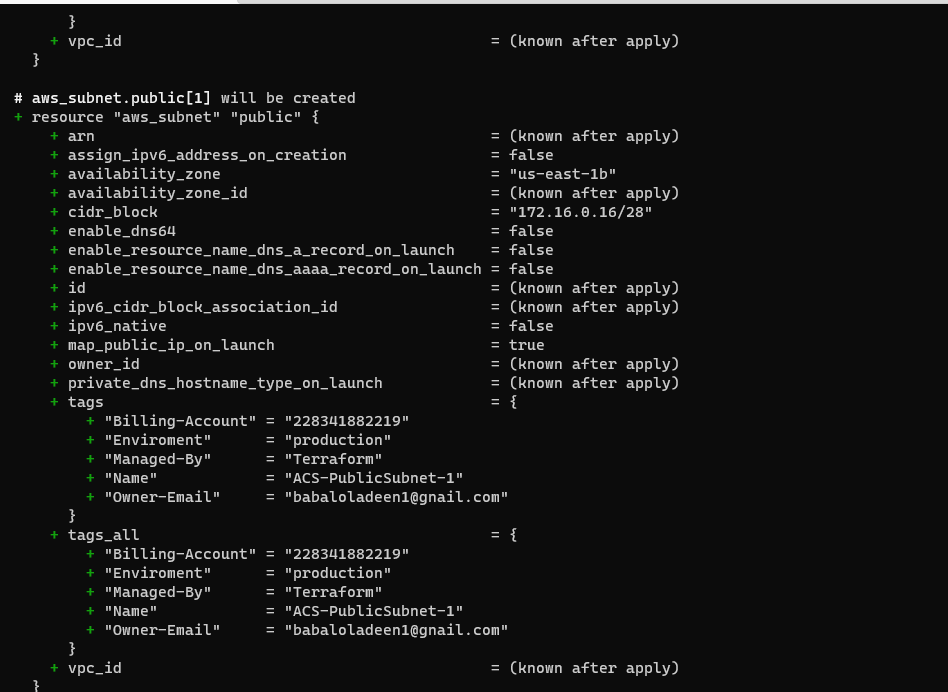 }
    + vpc_id                                         = (known after apply)
  }
# aws_subnet.public[1] will be created
+ resource "aws_subnet" "public" {
    + arn                                            = (known after apply)
    + assign_ipv6_address_on_creation                = false
    + availability_zone                              = "us-east-1b"
    + availability_zone_id                           = (known after apply)
    + cidr_block                                     = "172.16.0.16/28"
    + enable_dns64                                   = false
    + enable_resource_name_dns_a_record_on_launch    = false
    + enable_resource_name_dns_aaaa_record_on_launch = false
    + id                                             = (known after apply)
    + ipv6_cidr_block_association_id                 = (known after apply)
    + ipv6_native                                    = false
    + map_public_ip_on_launch                        = true
    + owner_id                                       = (known after apply)
    + private_dns_hostname_type_on_launch            = (known after apply)
    + tags                                           = {
        + "Billing-Account" = "228341882219"
        + "Enviroment"      = "production"
        + "Managed-By"      = "Terraform"
        + "Name"            = "ACS-PublicSubnet-1"
        + "Owner-Email"     = "babaloladeen1@gnail.com"
      }
    + tags_all                                       = {
        + "Billing-Account" = "228341882219"
        + "Enviroment"      = "production"
        + "Managed-By"      = "Terraform"
        + "Name"            = "ACS-PublicSubnet-1"
        + "Owner-Email"     = "babaloladeen1@gnail.com"
      }
    + vpc_id                                         = (known after apply)
  }